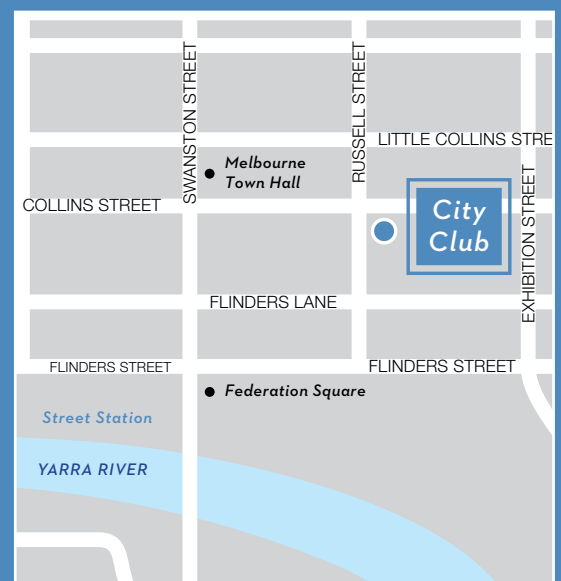 SWANSTON STREET
RUSSELL STREET
LITTLE COLLINS STRE
Melbourne
Town Hall
EXHIBITION STREET
COLLINS STREET
City
Club
FLINDERS LANE
FLINDERS STREET
FLINDERS STREET
Federation Square
Street Station
YARRA RIVER